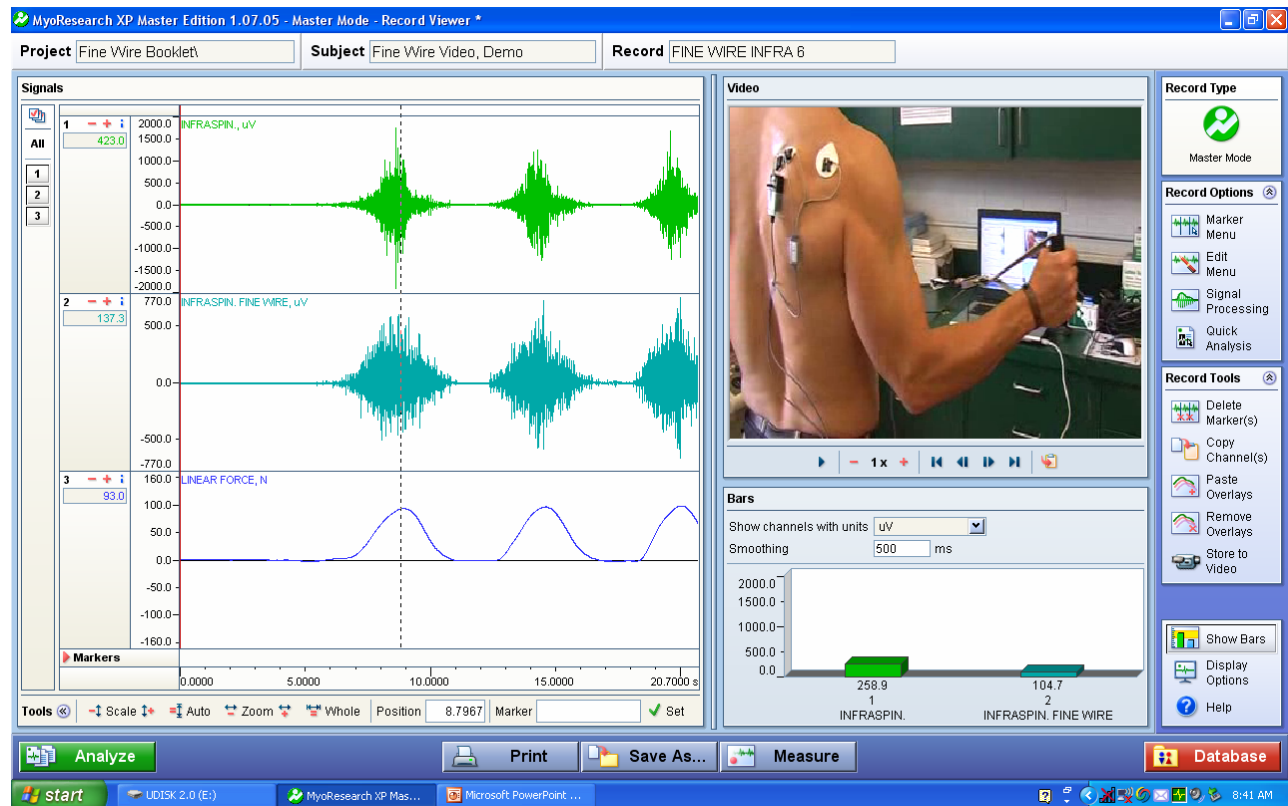 MyoResearch XP Master Edition 1.07.05 - Master Mode - Record Viewer *
Project Fine Wire Booklet\ Subject Fine Wire Video, Demo Record FINE WIRE INFRA 6
Signals
All
1
2
3
1 - + i
423.0
2000.0 INFRASPIN., uV
1500.0
1000.0
500.0
0.0
-500.0
-1000.0
-1500.0
-2000.0
2 - + i
137.3
770.0 INFRASPIN. FINE WIRE, uV
500.0
0.0
-500.0
-770.0
3 - + i
93.0
160.0 LINEAR FORCE, N
100.0
50.0
0.0
-50.0
-100.0
-160.0
Markers
0.0000 5.0000 10.0000 15.0000 20.7000 s
Tools Scale Auto Zoom Whole Position 8.7967 Marker Set
Video
- 1x +
Bars
Show channels with units uV
Smoothing 500 ms
2000.0
1500.0
1000.0
500.0
0.0
258.9 104.7
1 2
INFRASPIN. INFRASPIN. FINE WIRE
Record Type
Master Mode
Record Options
Marker
Menu
Edit
Menu
Signal
Processing
Quick
Analysis
Record Tools
Delete
Marker(s)
Copy
Channel(s)
Paste
Overlays
Remove
Overlays
Store to
Video
Show Bars
Display
Options
Help
Analyze Print Save As... Measure Database
start UDISK 2.0 (E:) MyoResearch XP Mas... Microsoft PowerPoint ... 8:41 AM